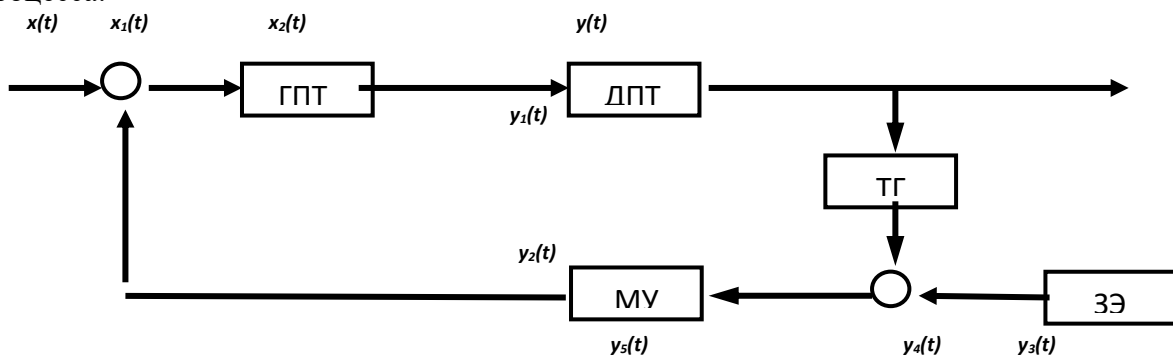 x(t) x₁(t) x₂(t) y(t)
ГПТ ДПТ
y₁(t)
ТГ
y₂(t)
МУ ЗЭ
y₅(t) y₄(t) y₃(t)